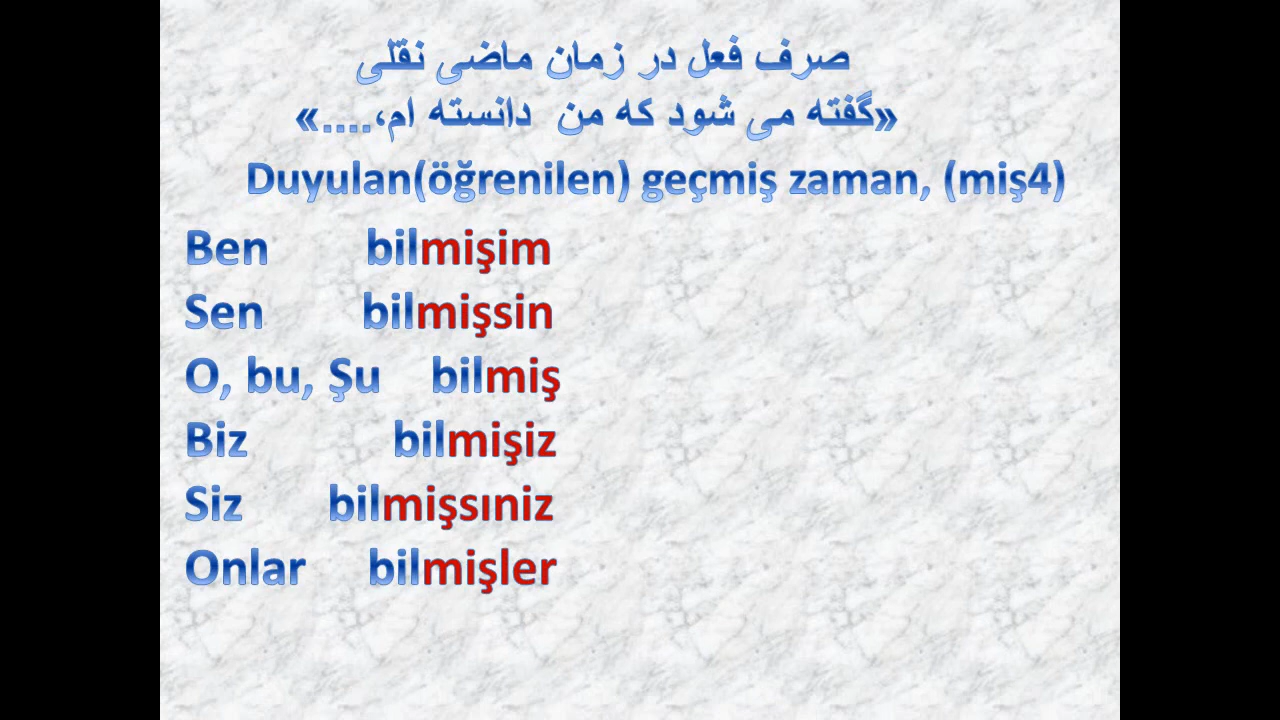 صرف فعل در زمان ماضی نقلی
«گفته می شود که من دانسته ام،....»
Duyulan(öğrenilen) geçmiş zaman, (miş4)
Ben bilmişim
Sen bilmişsin
O, bu, Şu bilmiş
Biz bilmişiz
Siz bilmişsıniz
Onlar bilmişler